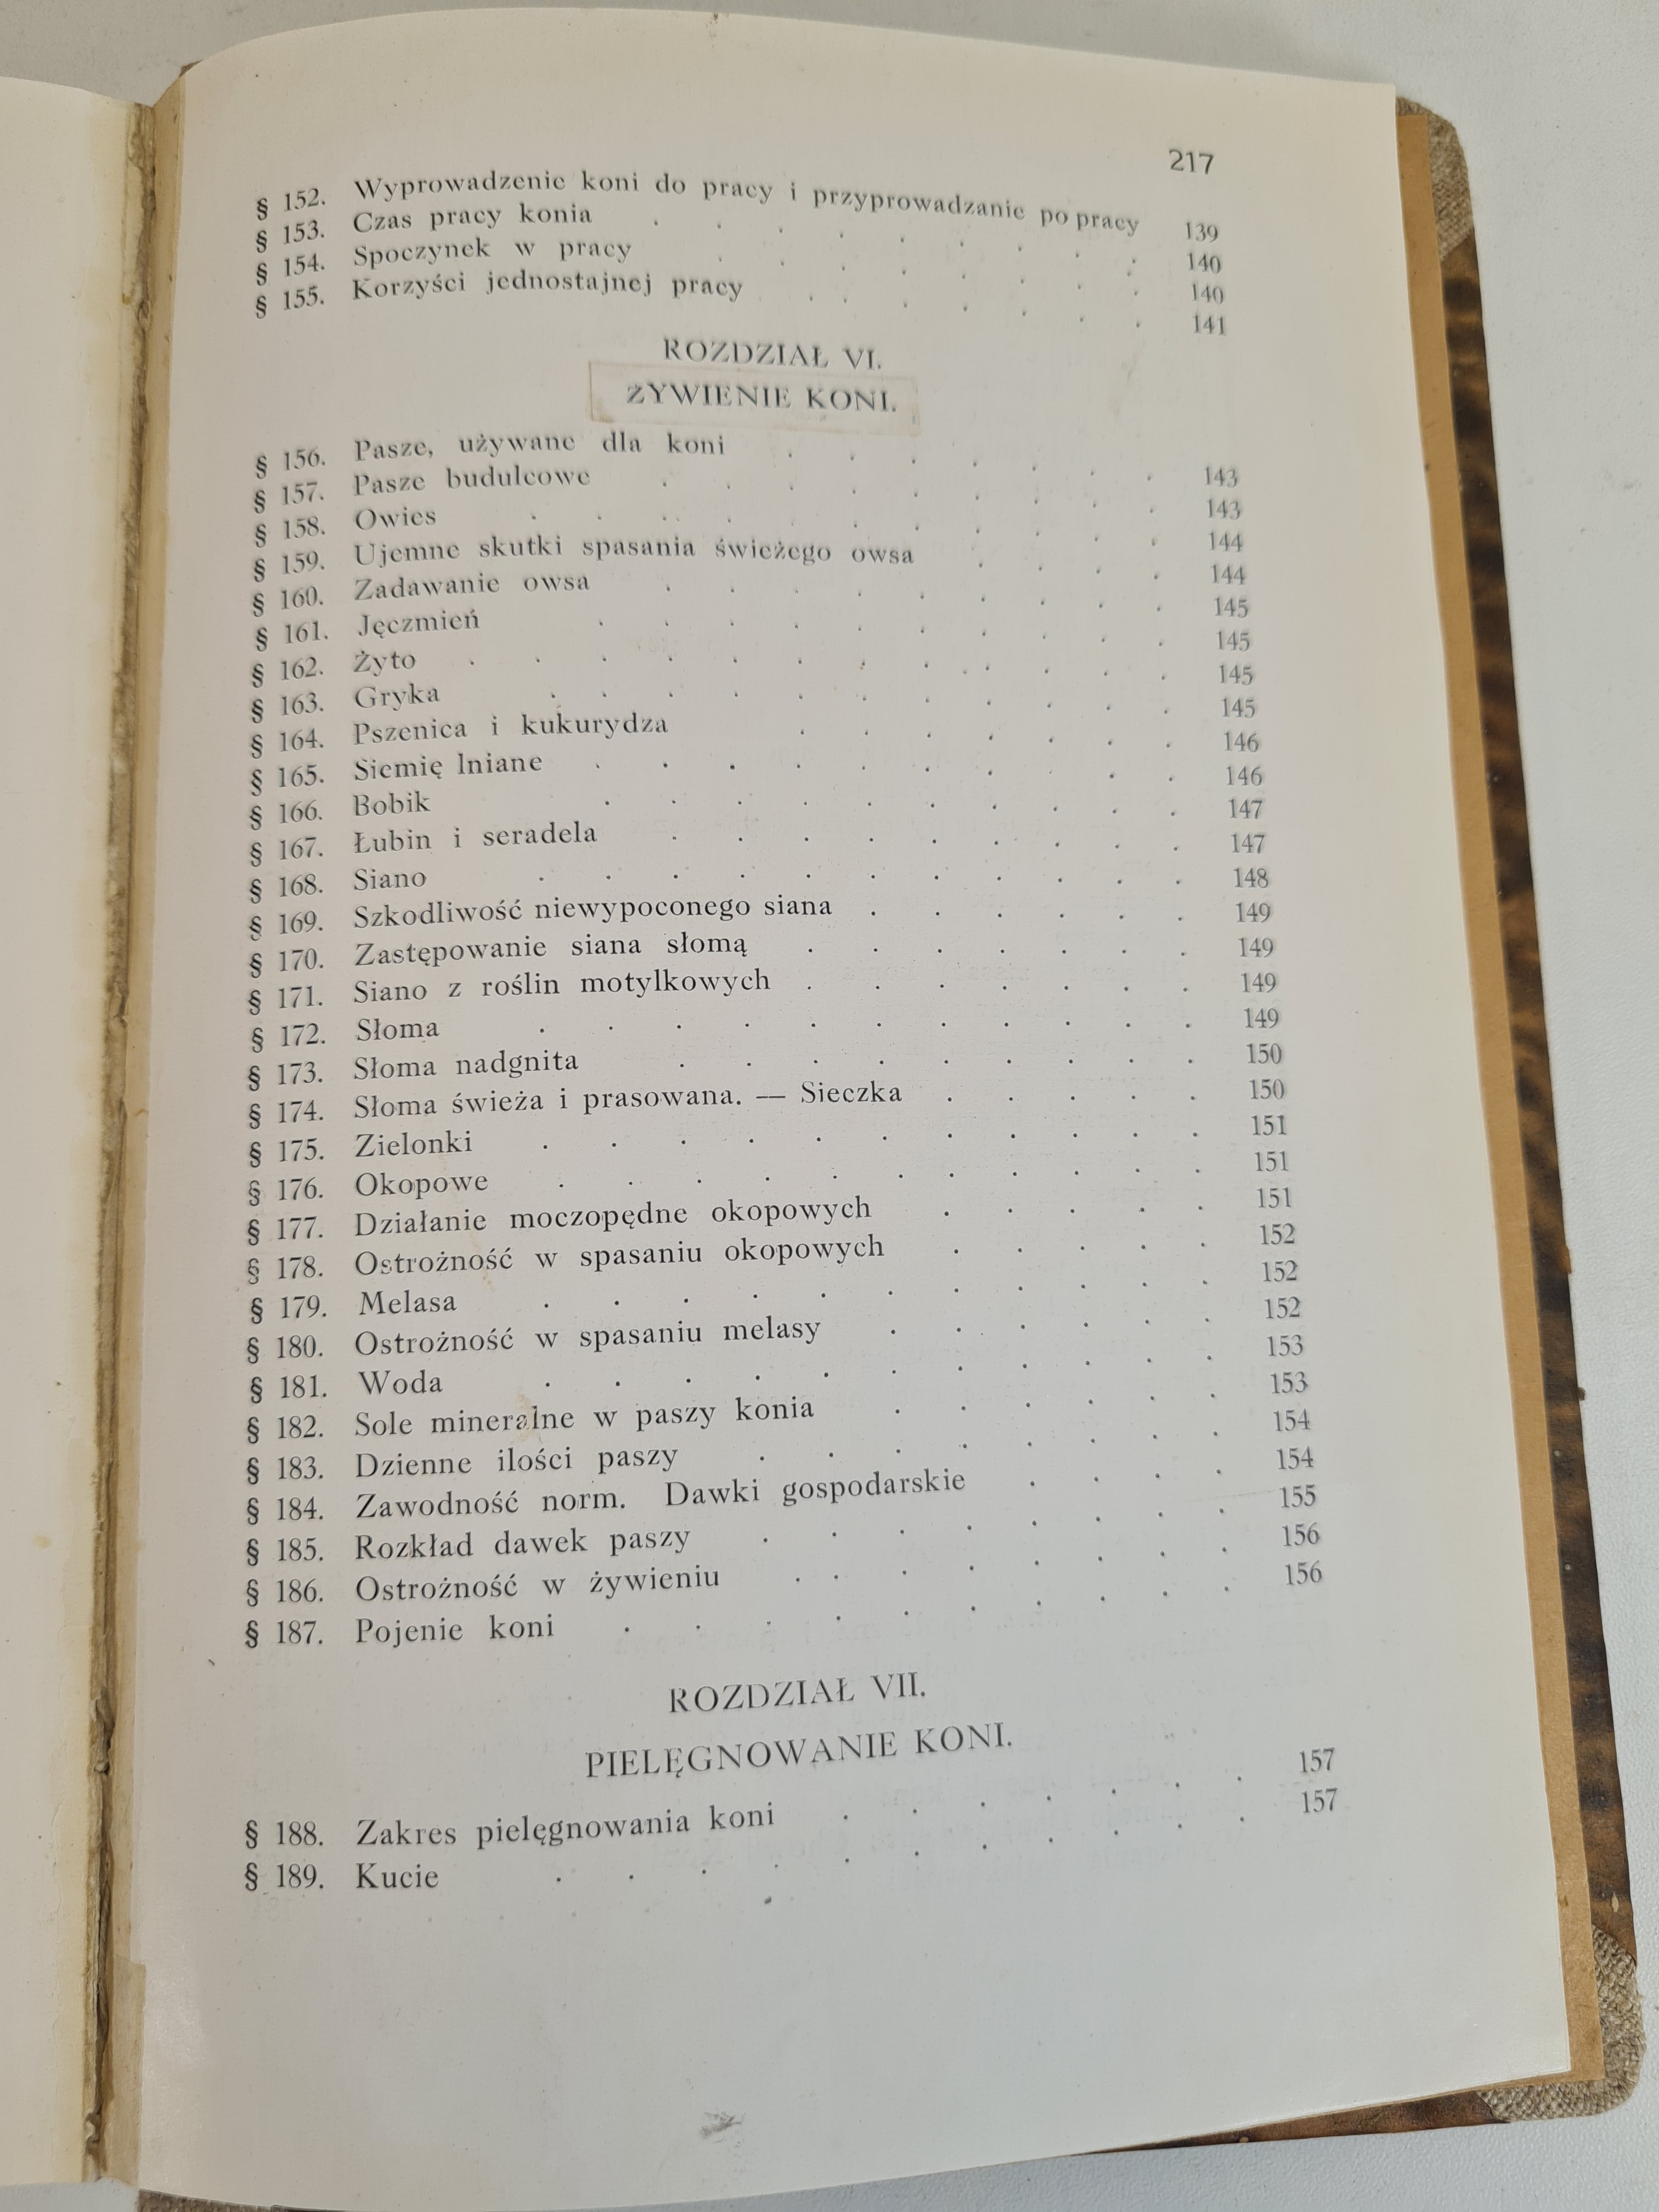 217
§ 152. Wyprowadzenie koni do pracy i przyprowadzanie po pracy 139
§ 153. Czas pracy konia . . . . . . . . 140
§ 154. Spoczynek w pracy . . . . . . . . 140
§ 155. Korzyści jednostajnej pracy . . . . . . 141
ROZDZIAŁ VI.
ŻYWIENIE KONI.
§ 156. Pasze, używane dla koni . . . . . . . 143
§ 157. Pasze budulcowe . . . . . . . . . 143
§ 158. Owies . . . . . . . . . . . 144
§ 159. Ujemne skutki spasania świeżego owsa . . . . 144
§ 160. Zadawanie owsa . . . . . . . . . 145
§ 161. Jęczmień . . . . . . . . . . 145
§ 162. Żyto . . . . . . . . . . . . 145
§ 163. Gryka . . . . . . . . . . 145
§ 164. Pszenica i kukurydza . . . . . . . 146
§ 165. Siemię lniane . . . . . . . . . 146
§ 166. Bobik . . . . . . . . . . 147
§ 167. Łubin i seradela . . . . . . . . . 147
§ 168. Siano . . . . . . . . . . . 148
§ 169. Szkodliwość niewypoconego siana . . . . . . 149
§ 170. Zastępowanie siana słomą . . . . . . . 149
§ 171. Siano z roślin motylkowych . . . . . . . 149
§ 172. Słoma . . . . . . . . . . . 149
§ 173. Słoma nadgnita . . . . . . . . . 150
§ 174. Słoma świeża i prasowana. — Sieczka . . . . . 150
§ 175. Zielonki . . . . . . . . . . . 151
§ 176. Okopowe . . . . . . . . . . 151
§ 177. Działanie moczopędne okopowych . . . . . 151
§ 178. Ostrożność w spasaniu okopowych . . . . . 152
§ 179. Melasa . . . . . . . . . . . 152
§ 180. Ostrożność w spasaniu melasy . . . . . . 152
§ 181. Woda . . . . . . . . . . . 153
§ 182. Sole mineralne w paszy konia . . . . . . 153
§ 183. Dzienne ilości paszy . . . . . . . . 154
§ 184. Zawodność norm. Dawki gospodarskie . . . . 154
§ 185. Rozkład dawek paszy . . . . . . . . 155
§ 186. Ostrożność w żywieniu . . . . . . . . 156
§ 187. Pojenie koni . . . . . . . . . . 156
ROZDZIAŁ VII.
PIELĘGNOWANIE KONI.
§ 188. Zakres pielęgnowania koni . . . . . . . 157
§ 189. Kucie . . . . . . . . . . . 157